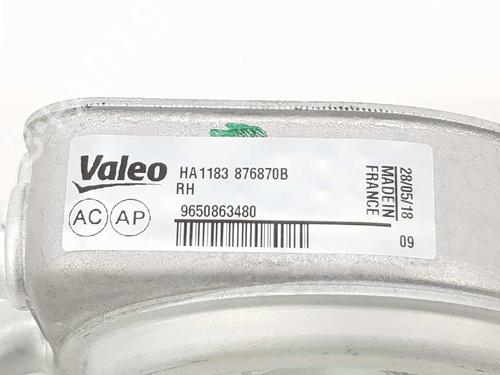 Valeo
HA1183 876870B
RH
AC AP
9650863480
28/05/18
MADE IN
FRANCE
09